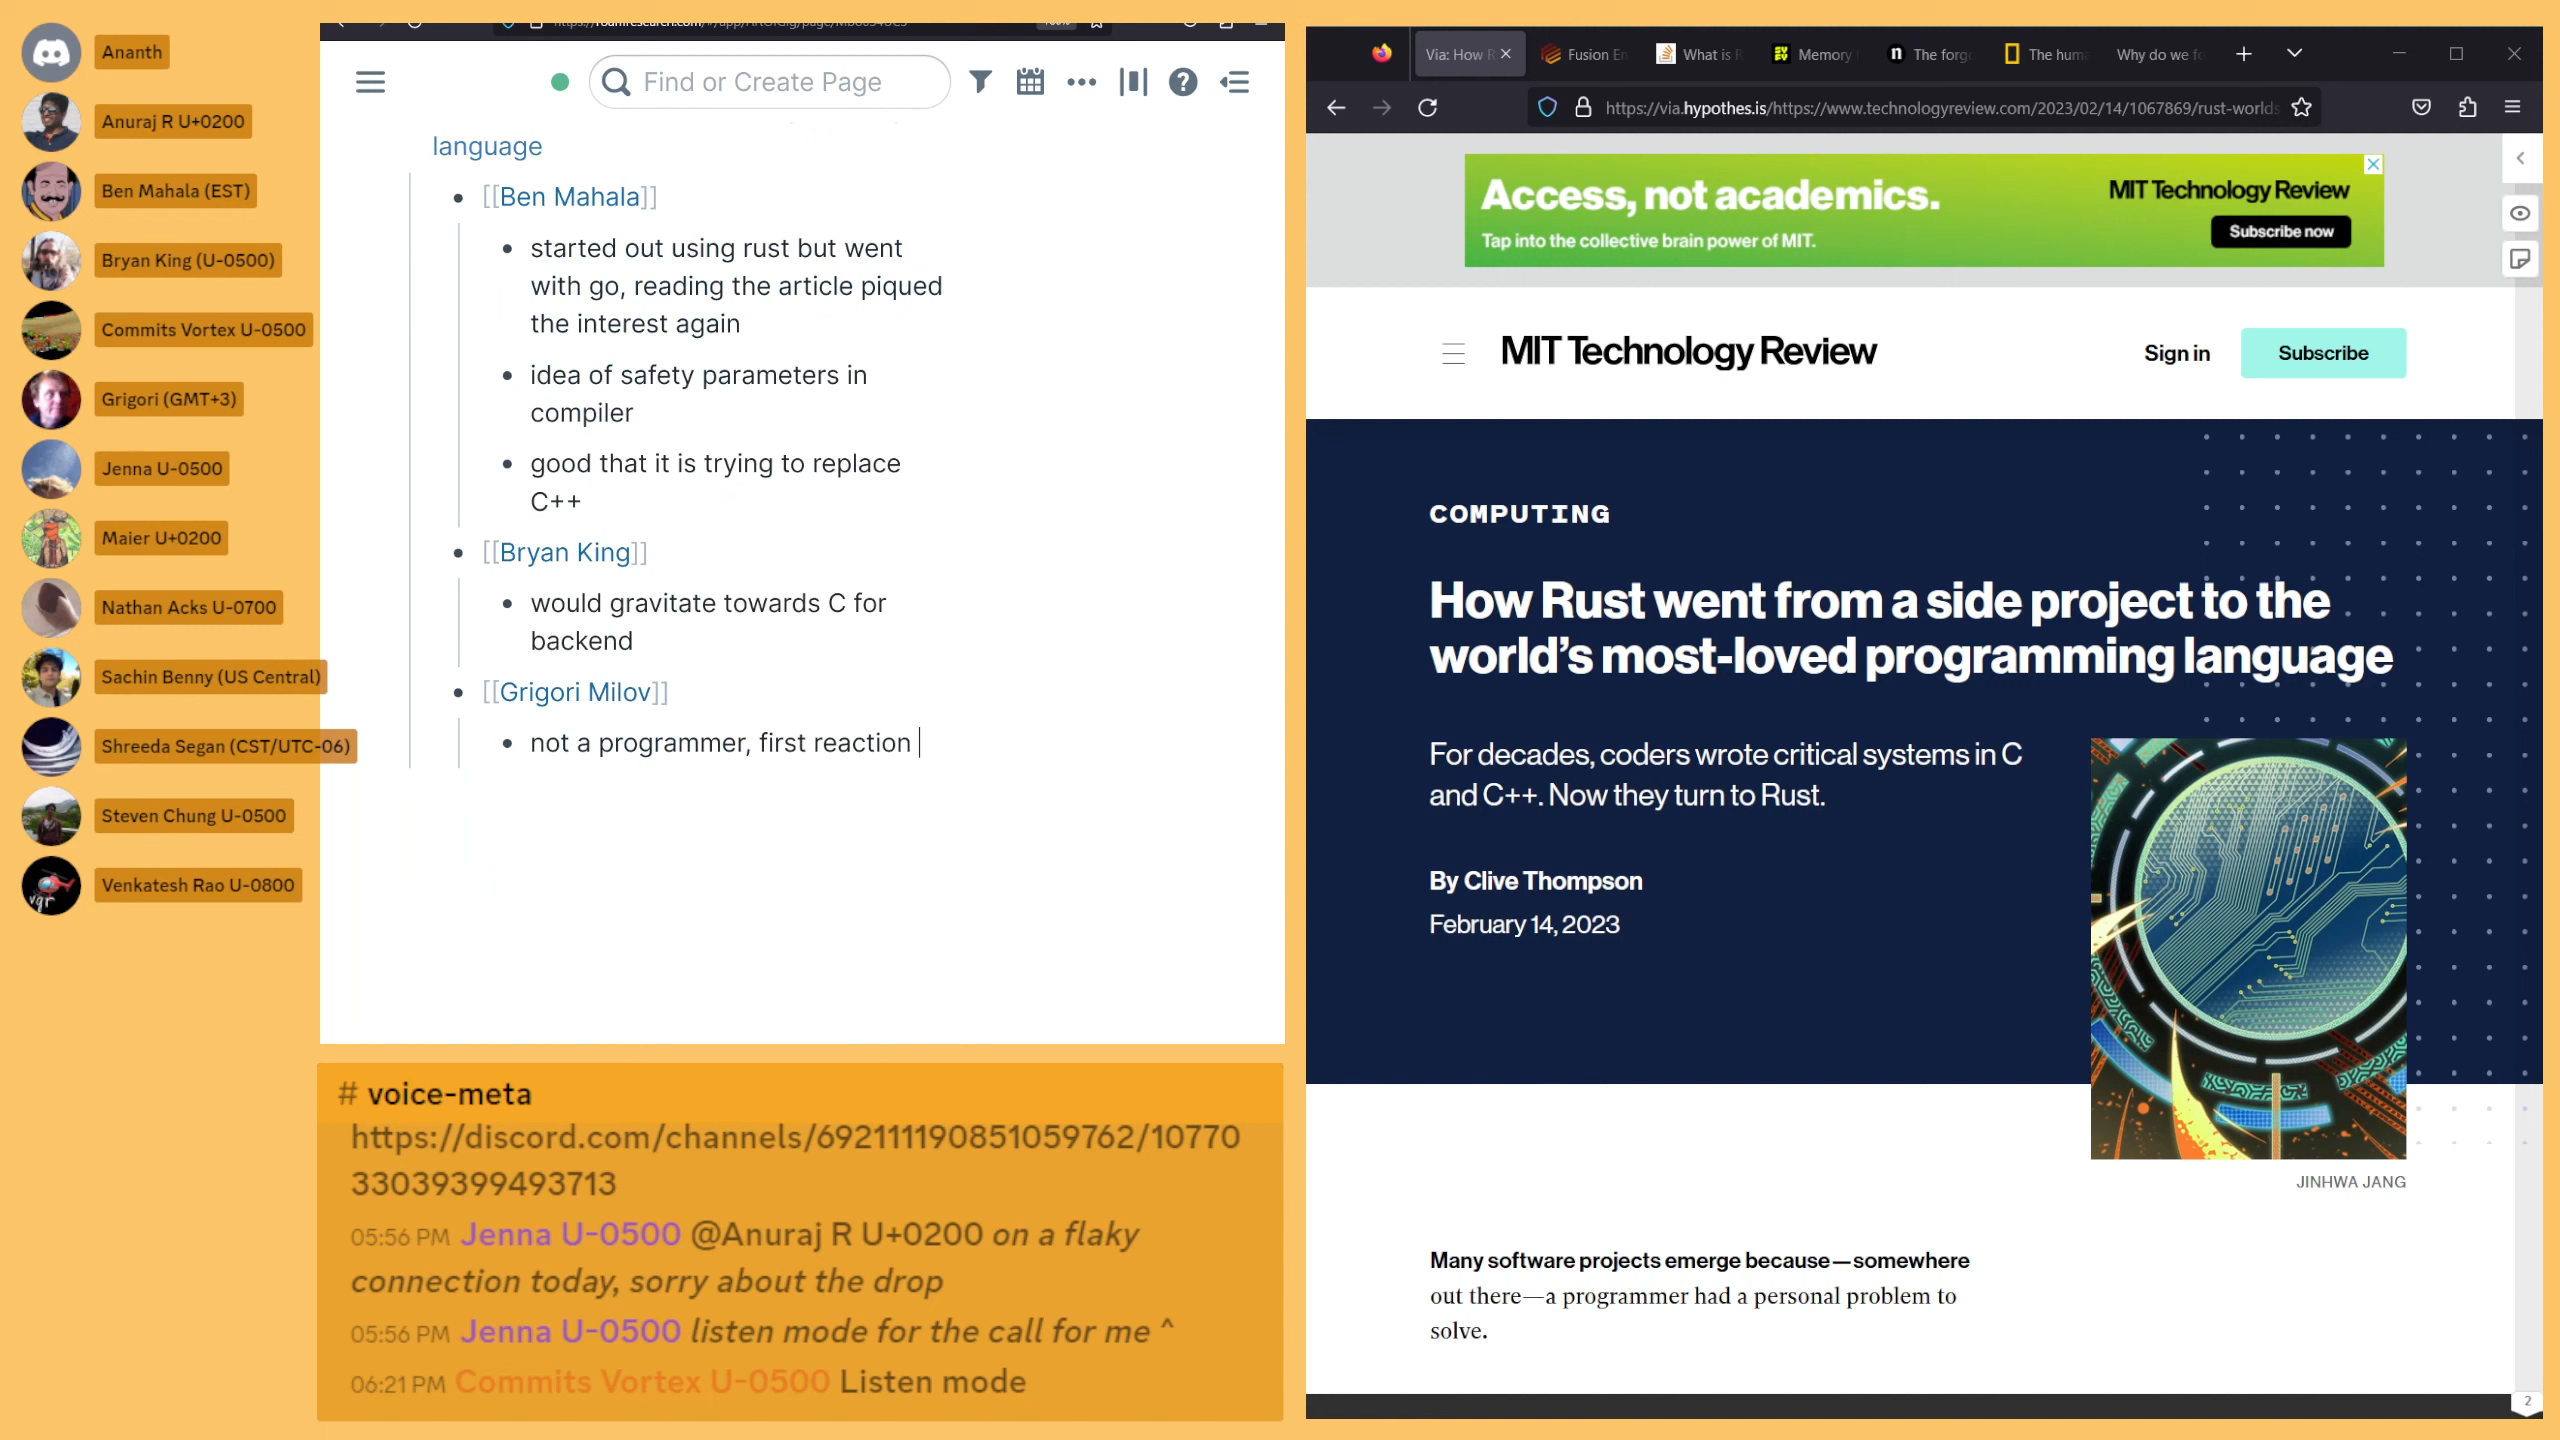 Ananth
Anuraj R U+0200
Ben Mahala (EST)
Bryan King (U-0500)
Commits Vortex U-0500
Grigori (GMT+3)
Jenna U-0500
Maier U+0200
Nathan Acks U-0700
Sachin Benny (US Central)
Shreeda Segan (CST/UTC-06)
Steven Chung U-0500
Venkatesh Rao U-0800
vgr
Find or Create Page
language
[[Ben Mahala]]
started out using rust but went
with go, reading the article piqued
the interest again
idea of safety parameters in
compiler
good that it is trying to replace
C++
[[Bryan King]]
would gravitate towards C for
backend
[[Grigori Milov]]
not a programmer, first reaction
# voice-meta
https://discord.com/channels/692111190851059762/10770
33039399493713
05:56 PM Jenna U-0500 @Anuraj R U+0200 on a flaky
connection today, sorry about the drop
05:56 PM Jenna U-0500 listen mode for the call for me ^
06:21 PM Commits Vortex U-0500 Listen mode
Via: How R
Fusion En
What is R
Memory
The forg
The hum
Why do we fo
https://via.hypothes.is/https://www.technologyreview.com/2023/02/14/1067869/rust-worlds
Access, not academics.
Tap into the collective brain power of MIT.
MIT Technology Review
Subscribe now
MIT Technology Review
Sign in
Subscribe
COMPUTING
How Rust went from a side project to the
world's most-loved programming language
For decades, coders wrote critical systems in C
and C++. Now they turn to Rust.
By Clive Thompson
February 14, 2023
JINHWA JANG
Many software projects emerge because—somewhere
out there—a programmer had a personal problem to
solve.
2